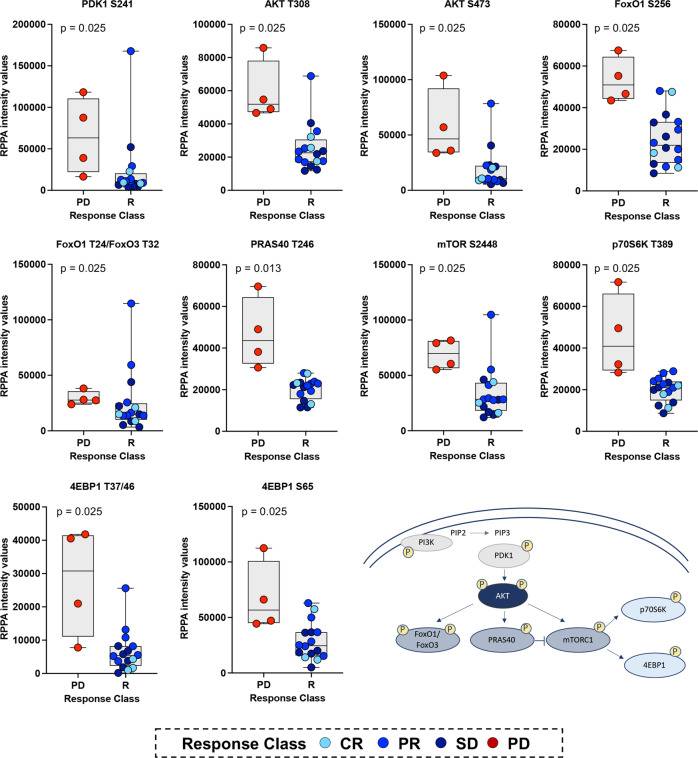 PDK1 S241
p = 0.025
RPPA intensity values
200000
150000
100000
50000
0
PD R
Response Class
AKT T308
p = 0.025
RPPA intensity values
100000
80000
60000
40000
20000
0
PD R
Response Class
AKT S473
p = 0.025
RPPA intensity values
150000
100000
50000
0
PD R
Response Class
FoxO1 S256
p = 0.025
RPPA intensity values
80000
60000
40000
20000
0
PD R
Response Class
FoxO1 T24/FoxO3 T32
p = 0.025
RPPA intensity values
150000
100000
50000
0
PD R
Response Class
PRAS40 T246
p = 0.013
RPPA intensity values
80000
60000
40000
20000
0
PD R
Response Class
mTOR S2448
p = 0.025
RPPA intensity values
150000
100000
50000
0
PD R
Response Class
p70S6K T389
p = 0.025
RPPA intensity values
80000
60000
40000
20000
0
PD R
Response Class
4EBP1 T37/46
p = 0.025
RPPA intensity values
50000
40000
30000
20000
10000
0
PD R
Response Class
4EBP1 S65
p = 0.025
RPPA intensity values
150000
100000
50000
0
PD R
Response Class
PI3K
P
PIP2 PIP3
PDK1
P
AKT
P P
FoxO1/
FoxO3
P
PRAS40
P
mTORC1
P
p70S6K
P
4EBP1
P
Response Class CR PR SD PD